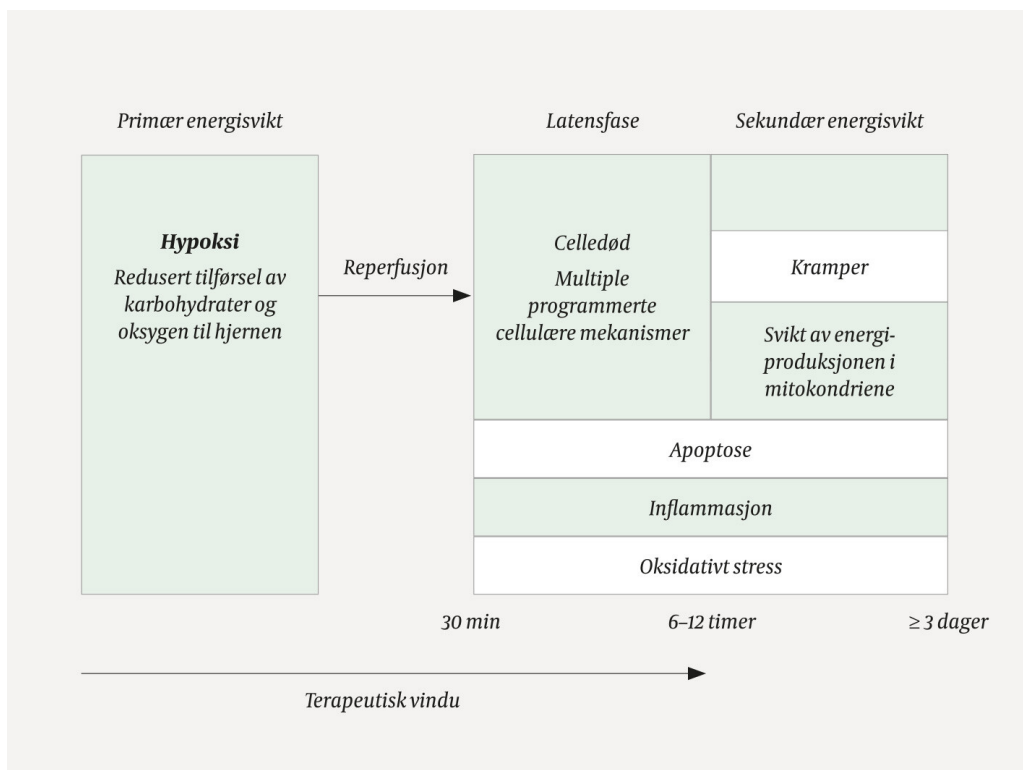 Primær energisvikt
Latensfase
Sekundær energisvikt
Hypoksi
Redusert tilførsel av
karbohydrater og
oksygen til hjernen
Reperfusjon
Celledød
Multiple
programmerte
cellulære mekanismer
Kramper
Svikt av energi-
produksjonen i
mitokondriene
Apoptose
Inflammasjon
Oksidativt stress
30 min
6–12 timer
≥ 3 dager
Terapeutisk vindu